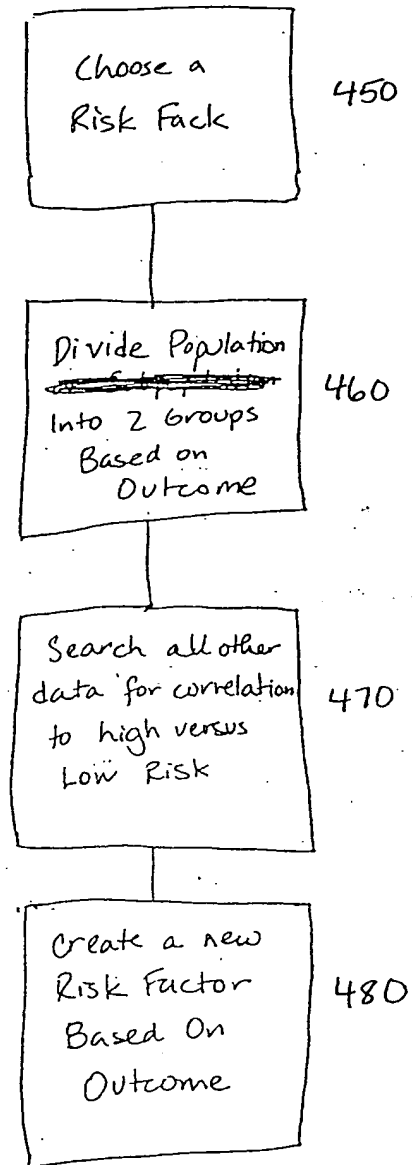 Choose a
Risk Fack
450
Divide Population
Into 2 Groups
Based on
Outcome
460
Search all other
data for correlation
to high versus
Low Risk
470
Create a new
Risk Factor
Based On
Outcome
480